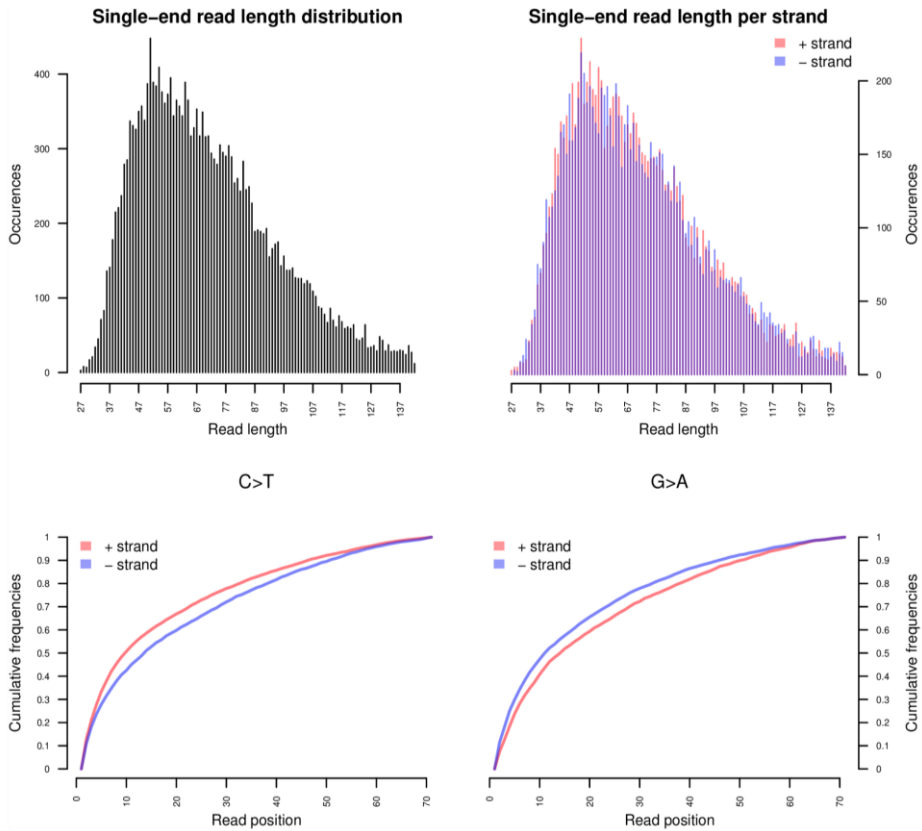 Single−end read length distribution
400
300
200
100
0
Occurences
27 37 47 57 67 77 87 97 107 117 127 137
Read length
Single−end read length per strand
+ strand
− strand
200
150
100
50
0
Occurences
27 37 47 57 67 77 87 97 107 117 127 137
Read length
C>T
+ strand
− strand
1
0.9
0.8
0.7
0.6
0.5
0.4
0.3
0.2
0.1
0
Cumulative frequencies
0 10 20 30 40 50 60 70
Read position
G>A
+ strand
− strand
1
0.9
0.8
0.7
0.6
0.5
0.4
0.3
0.2
0.1
0
Cumulative frequencies
0 10 20 30 40 50 60 70
Read position